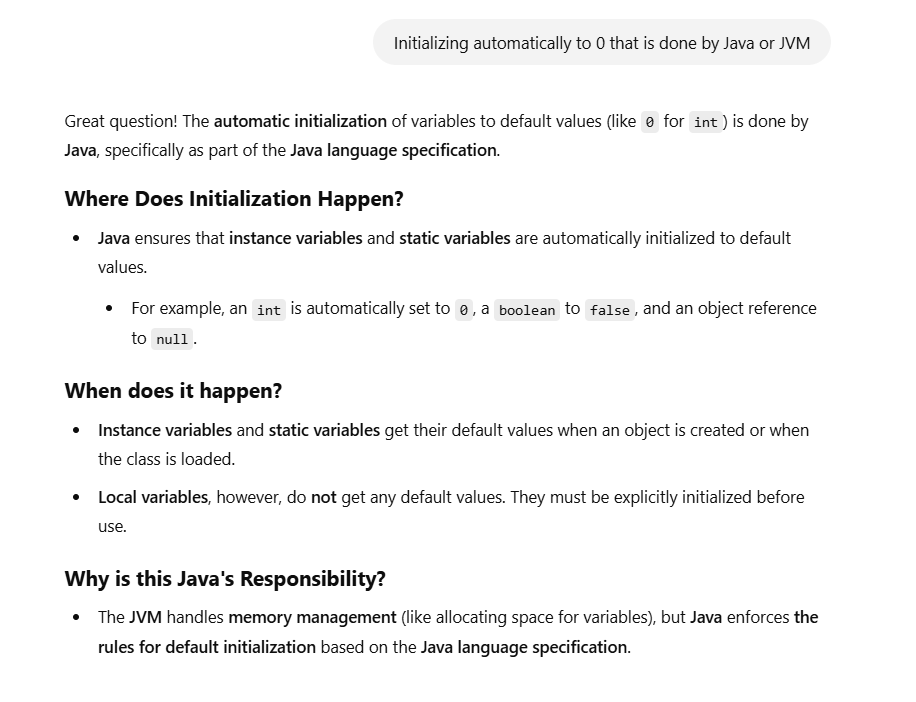 Initializing automatically to 0 that is done by Java or JVM
Great question! The automatic initialization of variables to default values (like 0 for int) is done by
Java, specifically as part of the Java language specification.
Where Does Initialization Happen?
• Java ensures that instance variables and static variables are automatically initialized to default
values.
• For example, an int is automatically set to 0, a boolean to false, and an object reference
to null.
When does it happen?
• Instance variables and static variables get their default values when an object is created or when
the class is loaded.
• Local variables, however, do not get any default values. They must be explicitly initialized before
use.
Why is this Java's Responsibility?
• The JVM handles memory management (like allocating space for variables), but Java enforces the
rules for default initialization based on the Java language specification.